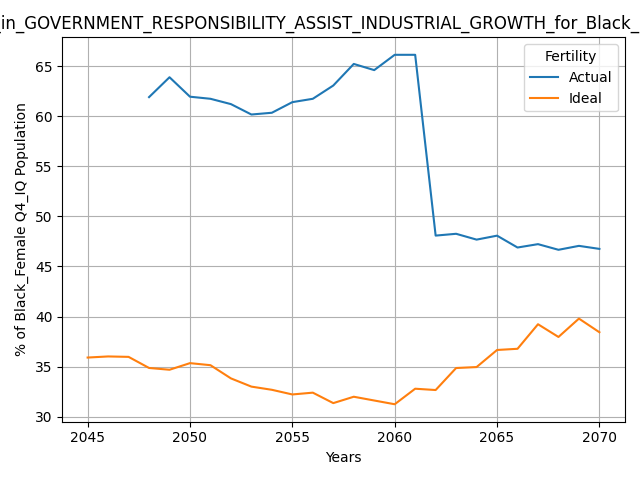 _in_GOVERNMENT_RESPONSIBILITY_ASSIST_INDUSTRIAL_GROWTH_for_Black_
Fertility
Actual
Ideal
65
60
55
50
45
40
35
30
% of Black_Female Q4_IQ Population
2045 2050 2055 2060 2065 2070
Years